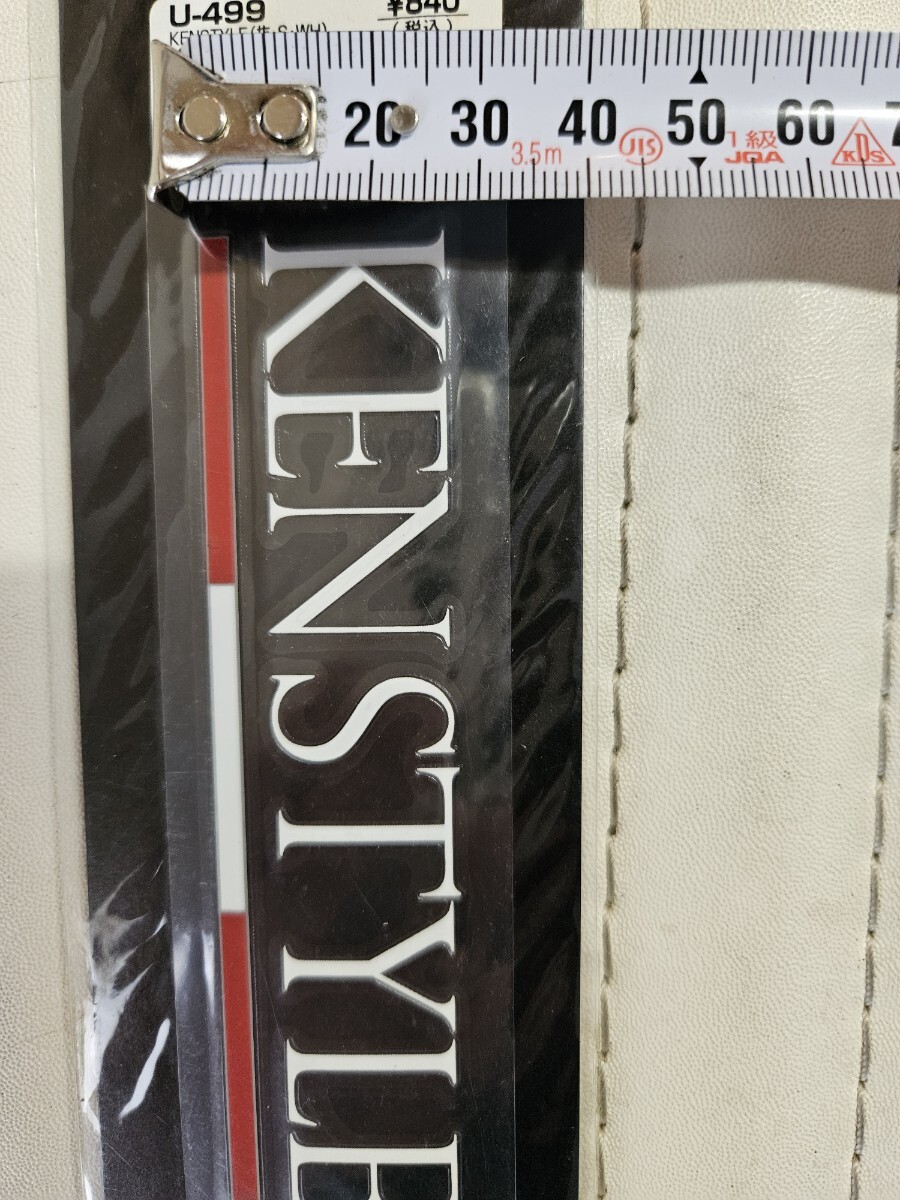 U-499
¥840
(税込)
20 30 40 50 60
3.5m JIS 1級 JQA KDS
KENSTYLE